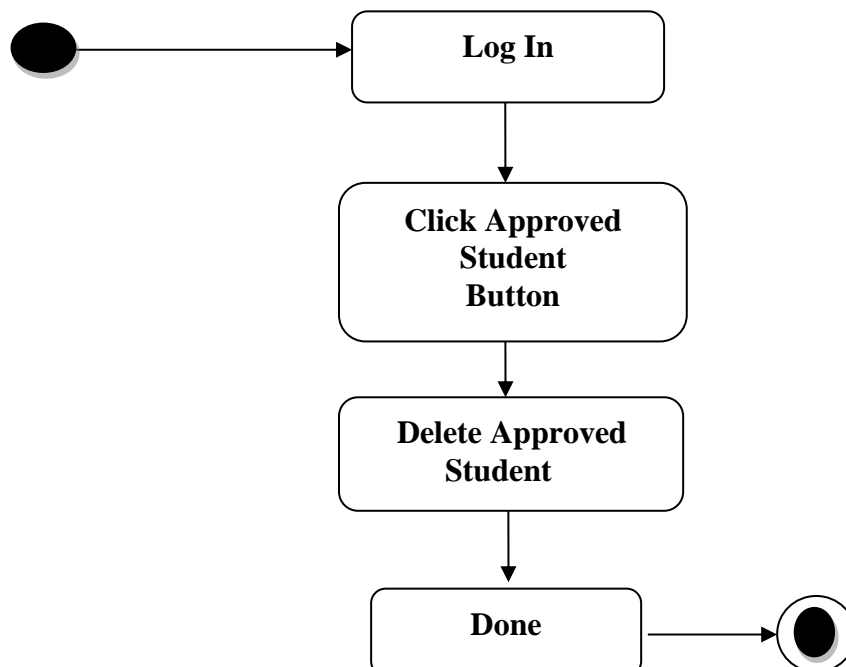 Log In
Click Approved
Student
Button
Delete Approved
Student
Done